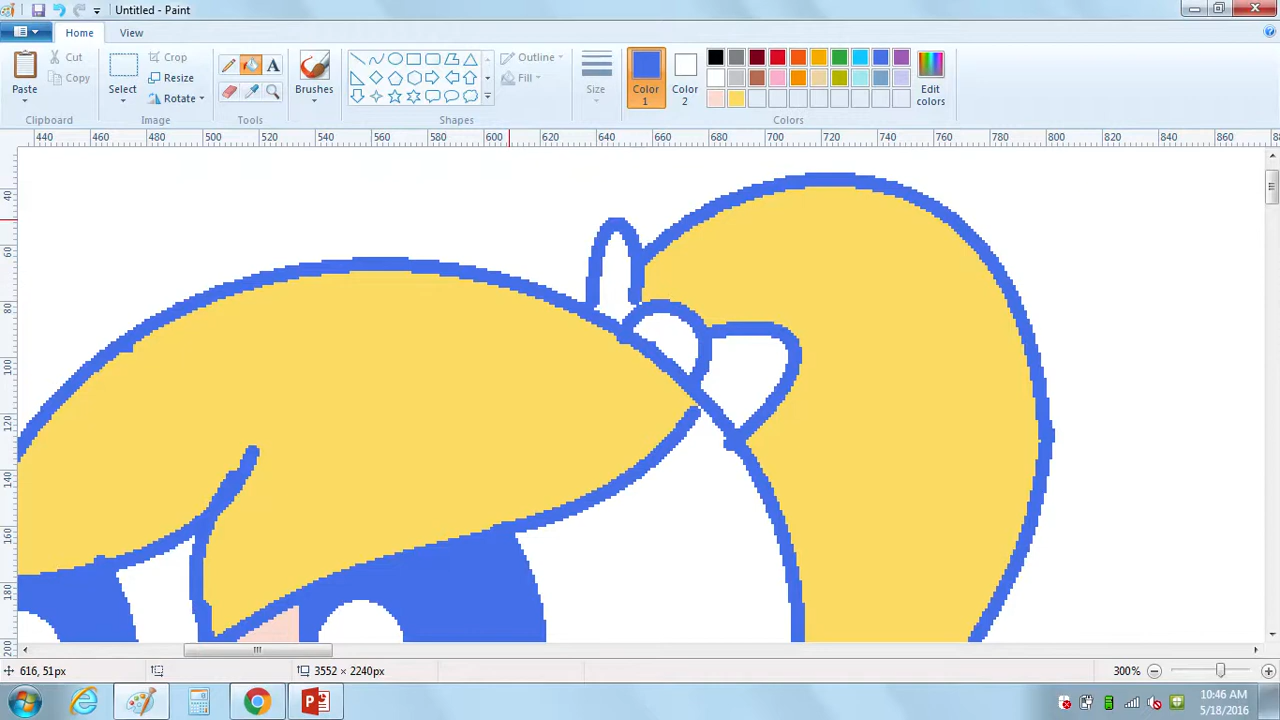 Untitled - Paint
Home View
Paste
Cut
Copy
Clipboard
Select
Crop
Resize
Rotate
Image
A
Tools
Brushes
Shapes
Outline
Fill
Size
Color 1
Color 2
Edit colors
Colors
440 460 480 500 520 540 560 580 600 620 640 660 680 700 720 740 760 780 800 820 840 860
40
60
80
100
120
140
160
180
200
616, 51px
3552 × 2240px
300%
10:46 AM
5/18/2016